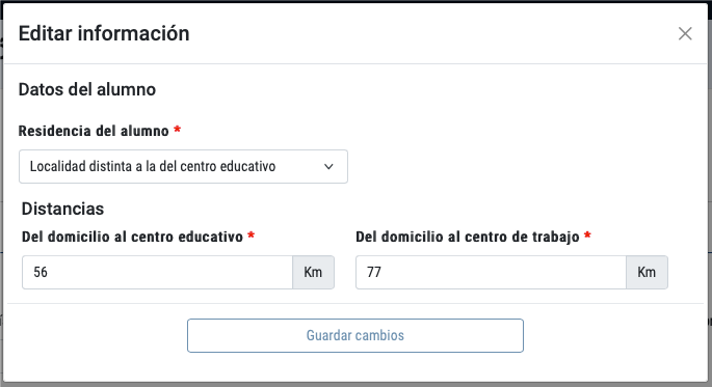 Editar información
Datos del alumno
Residencia del alumno *
Localidad distinta a la del centro educativo
Distancias
Del domicilio al centro educativo * Del domicilio al centro de trabajo *
56 Km 77 Km
Guardar cambios